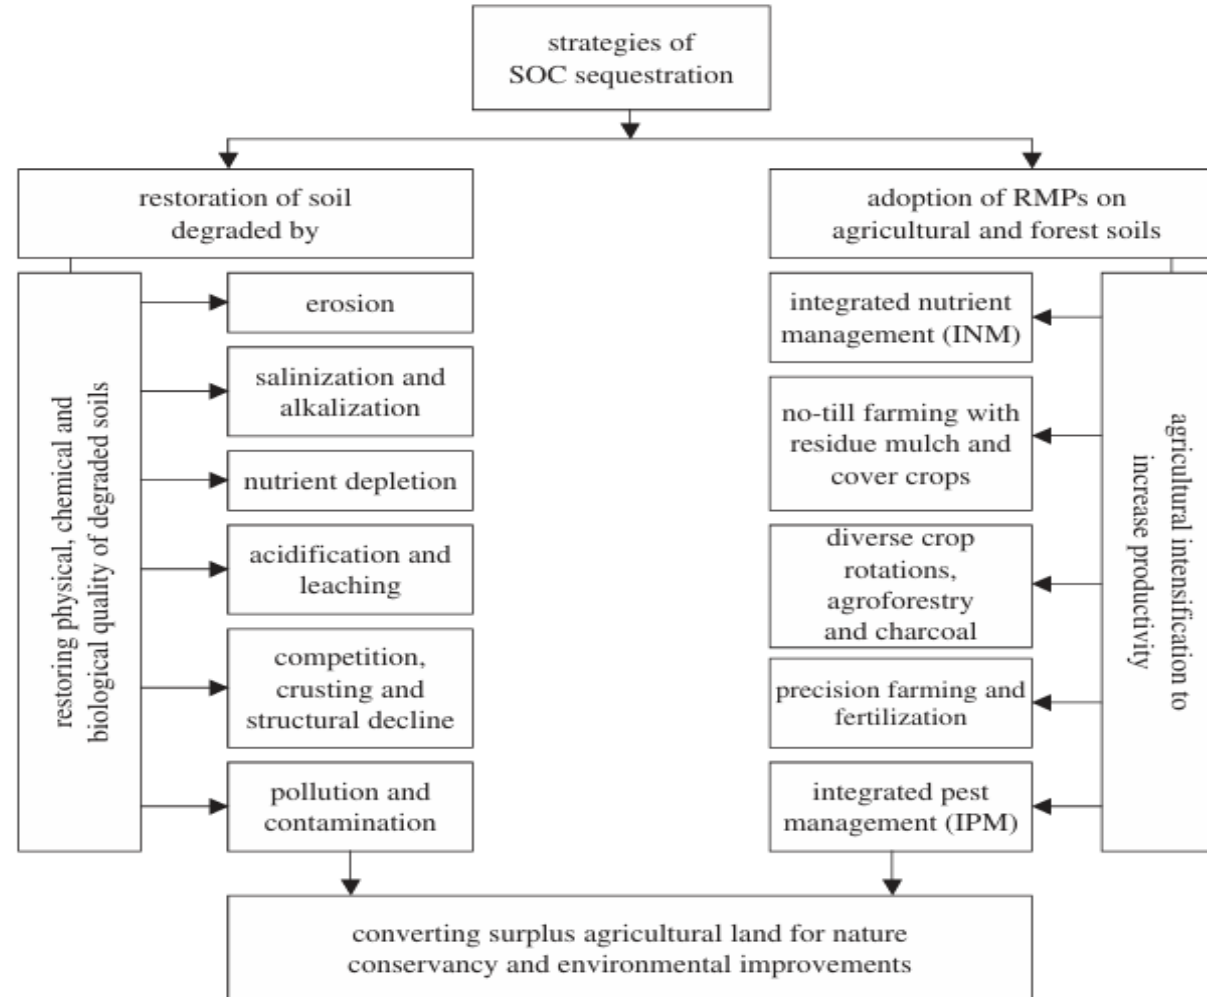 strategies of
SOC sequestration
restoration of soil
degraded by
adoption of RMPs on
agricultural and forest soils
restoring physical, chemical and
biological quality of degraded soils
erosion
salinization and
alkalization
nutrient depletion
acidification and
leaching
competition,
crusting and
structural decline
pollution and
contamination
integrated nutrient
management (INM)
no-till farming with
residue mulch and
cover crops
diverse crop
rotations,
agroforestry
and charcoal
precision farming and
fertilization
integrated pest
management (IPM)
agricultural intensification to
increase productivity
converting surplus agricultural land for nature
conservancy and environmental improvements